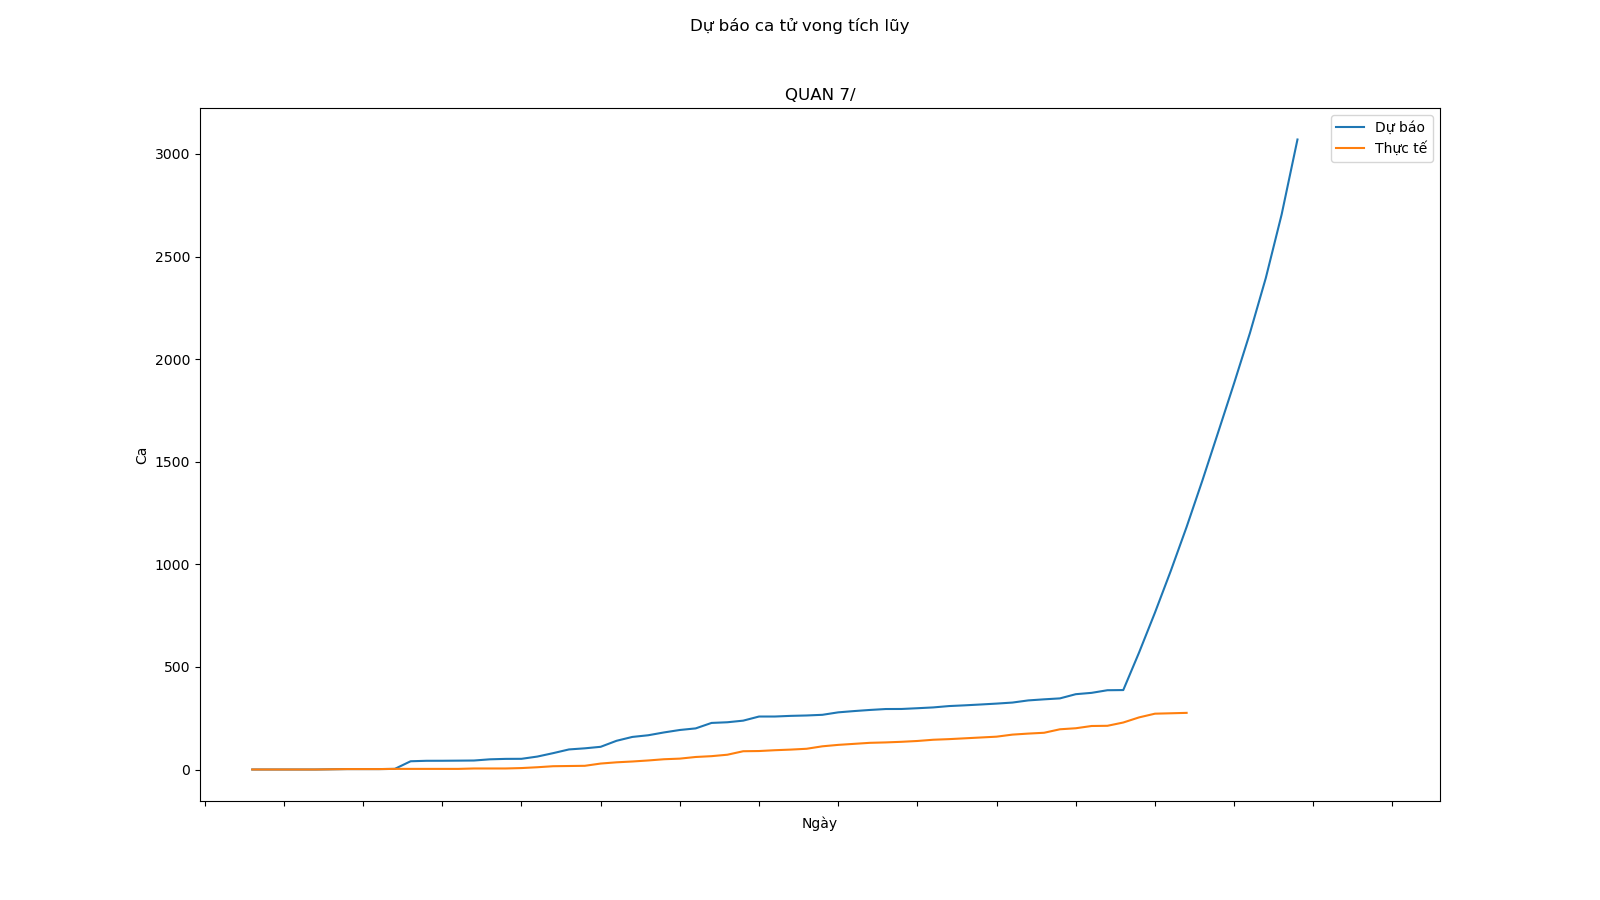 Dự báo ca tử vong tích lũy
QUAN 7/
Dự báo
Thực tế
3000
2500
2000
1500
1000
500
0
Ca
Ngày